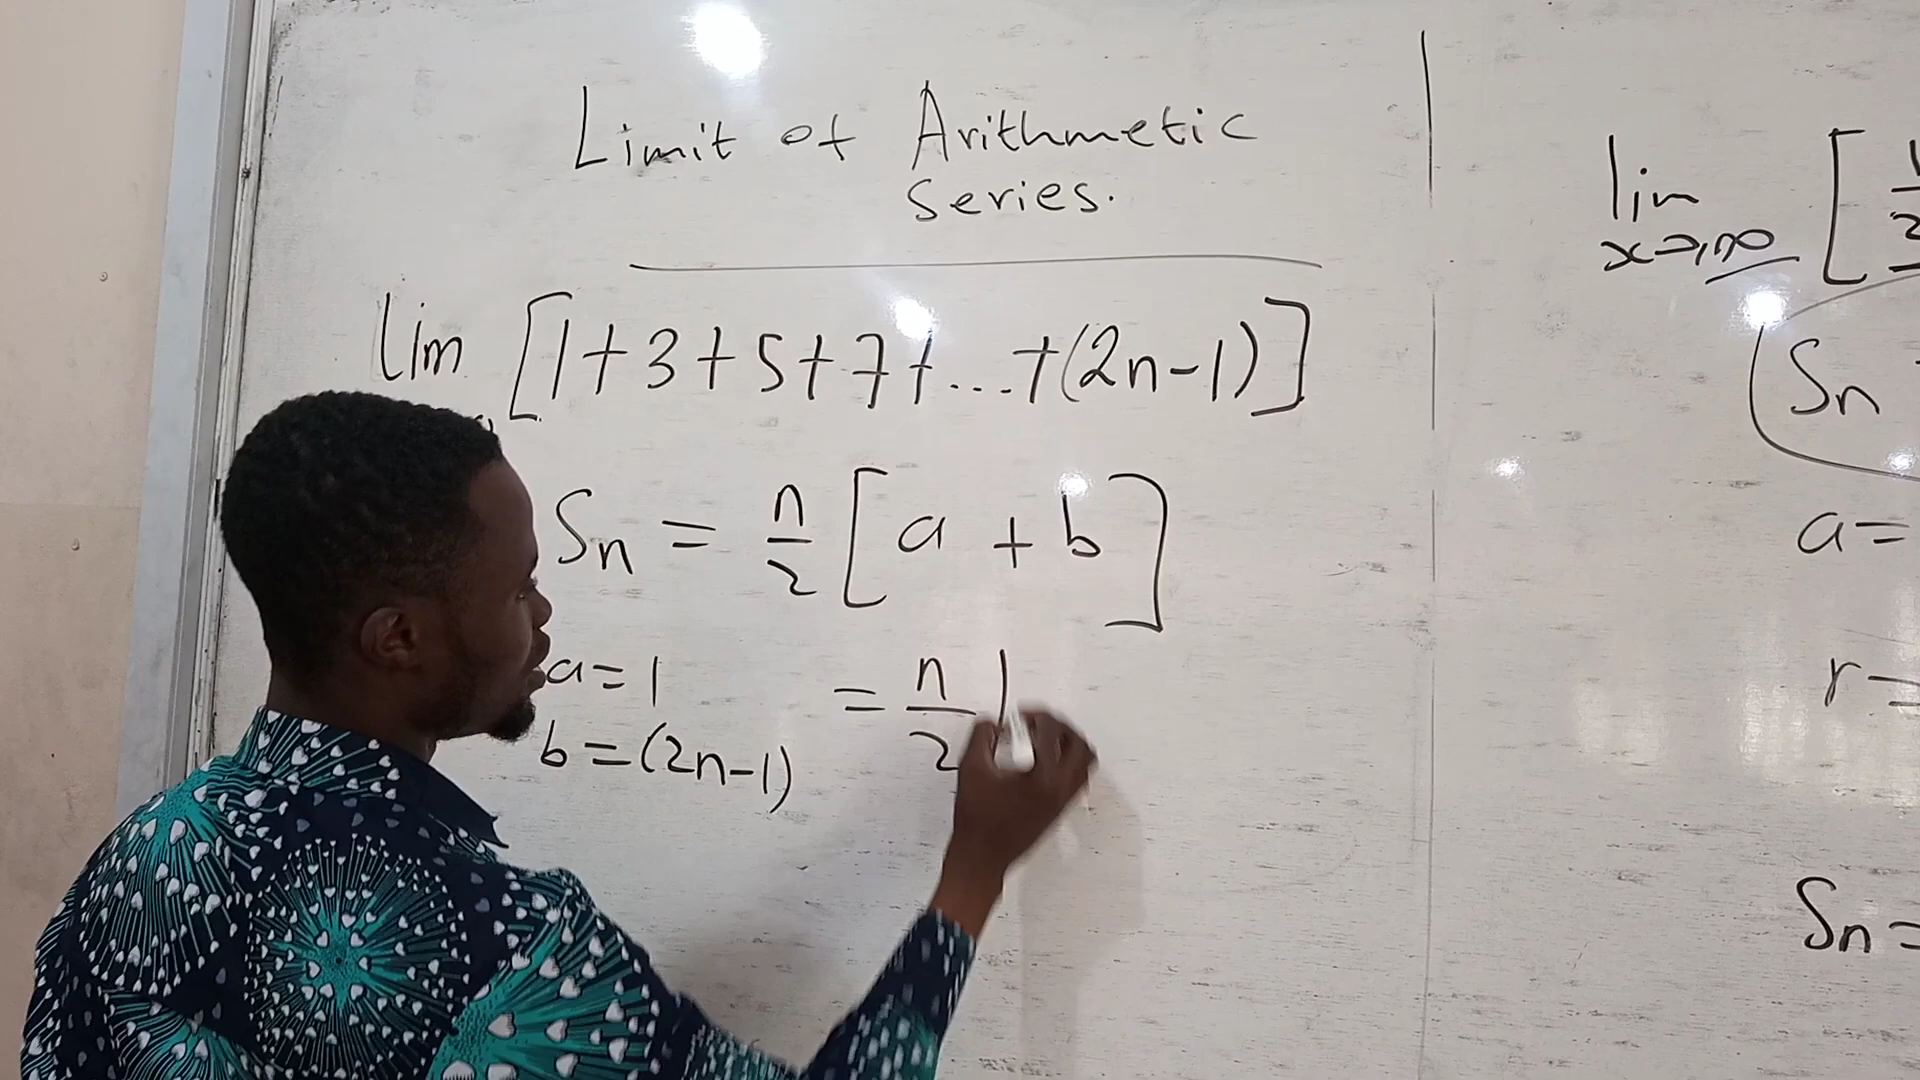 Limit of Arithmetic
Series.
lim [1+3+5+7+...+(2n-1)]
Sn = n/2 [a + b]
a=1
b=(2n-1)
= n/2
lim [
x→∞
Sn
a=
r=
Sn=